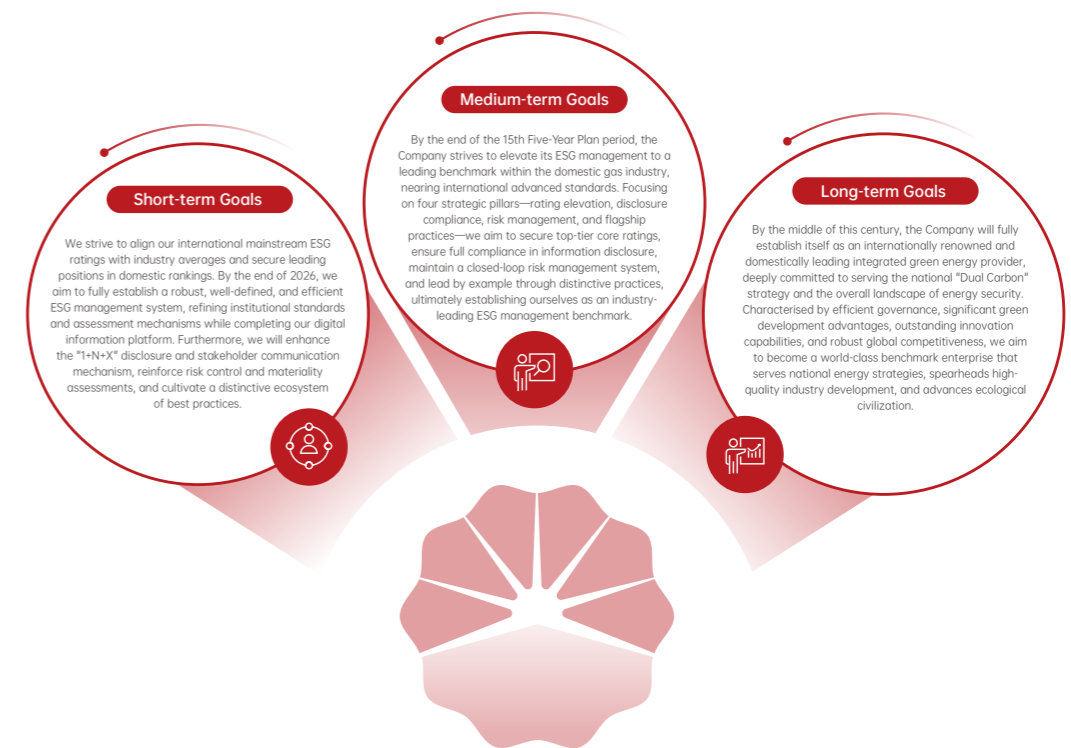 Short-term Goals
We strive to align our international mainstream ESG
ratings with industry averages and secure leading
positions in domestic rankings. By the end of 2026, we
aim to fully establish a robust, well-defined, and efficient
ESG management system, refining institutional standards
and assessment mechanisms while completing our digital
information platform. Furthermore, we will enhance
the "1+N+X" disclosure and stakeholder communication
mechanism, reinforce risk control and materiality
assessments, and cultivate a distinctive ecosystem
of best practices.
Medium-term Goals
By the end of the 15th Five-Year Plan period, the
Company strives to elevate its ESG management to a
leading benchmark within the domestic gas industry,
nearing international advanced standards. Focusing
on four strategic pillars—rating elevation, disclosure
compliance, risk management, and flagship
practices—we aim to secure top-tier core ratings,
ensure full compliance in information disclosure,
maintain a closed-loop risk management system,
and lead by example through distinctive practices,
ultimately establishing ourselves as an industry-
leading ESG management benchmark.
Long-term Goals
By the middle of this century, the Company will fully
establish itself as an internationally renowned and
domestically leading integrated green energy provider,
deeply committed to serving the national "Dual Carbon"
strategy and the overall landscape of energy security.
Characterised by efficient governance, significant green
development advantages, outstanding innovation
capabilities, and robust global competitiveness, we aim
to become a world-class benchmark enterprise that
serves national energy strategies, spearheads high-
quality industry development, and advances ecological
civilization.